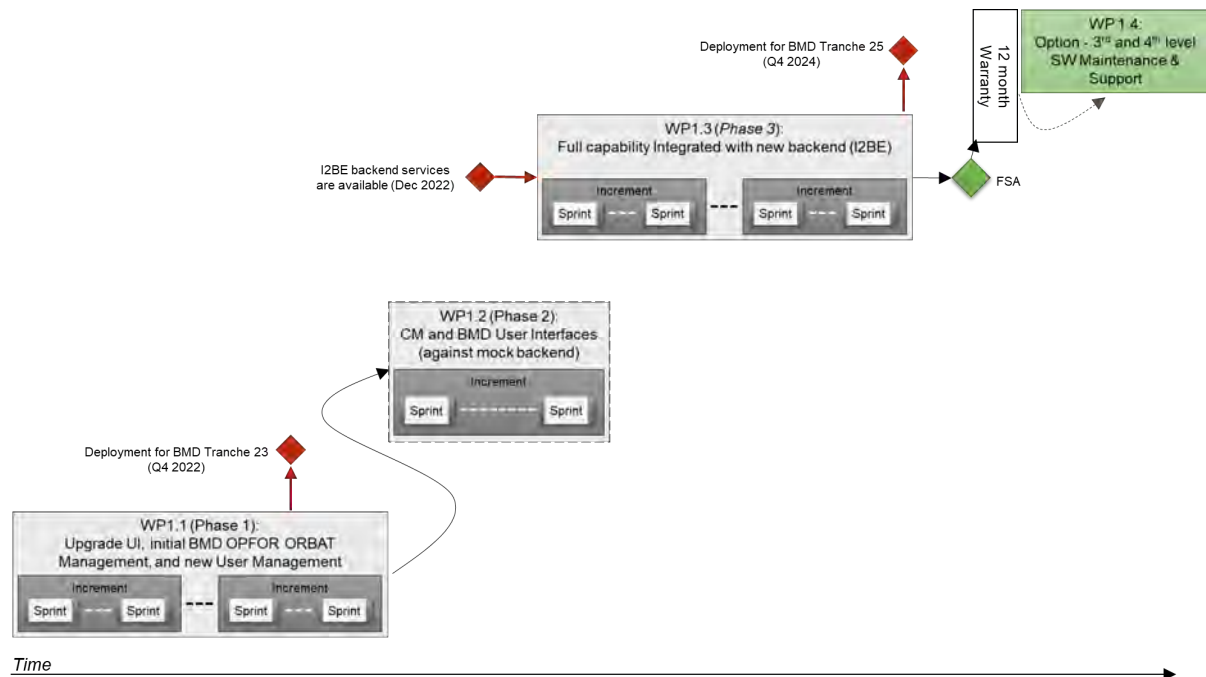 WP1.4:
Option - 3rd and 4th level
SW Maintenance &
Support
12 month
Warranty
Deployment for BMD Tranche 25
(Q4 2024)
WP1.3 (Phase 3):
Full capability Integrated with new backend (I2BE)
Increment
Sprint
Sprint
Increment
Sprint
Sprint
I2BE backend services
are available (Dec 2022)
FSA
WP1.2 (Phase 2):
CM and BMD User Interfaces
(against mock backend)
Increment
Sprint
Sprint
Deployment for BMD Tranche 23
(Q4 2022)
WP1.1 (Phase 1):
Upgrade UI, initial BMD OPFOR ORBAT
Management, and new User Management
Increment
Sprint
Sprint
Increment
Sprint
Sprint
Time